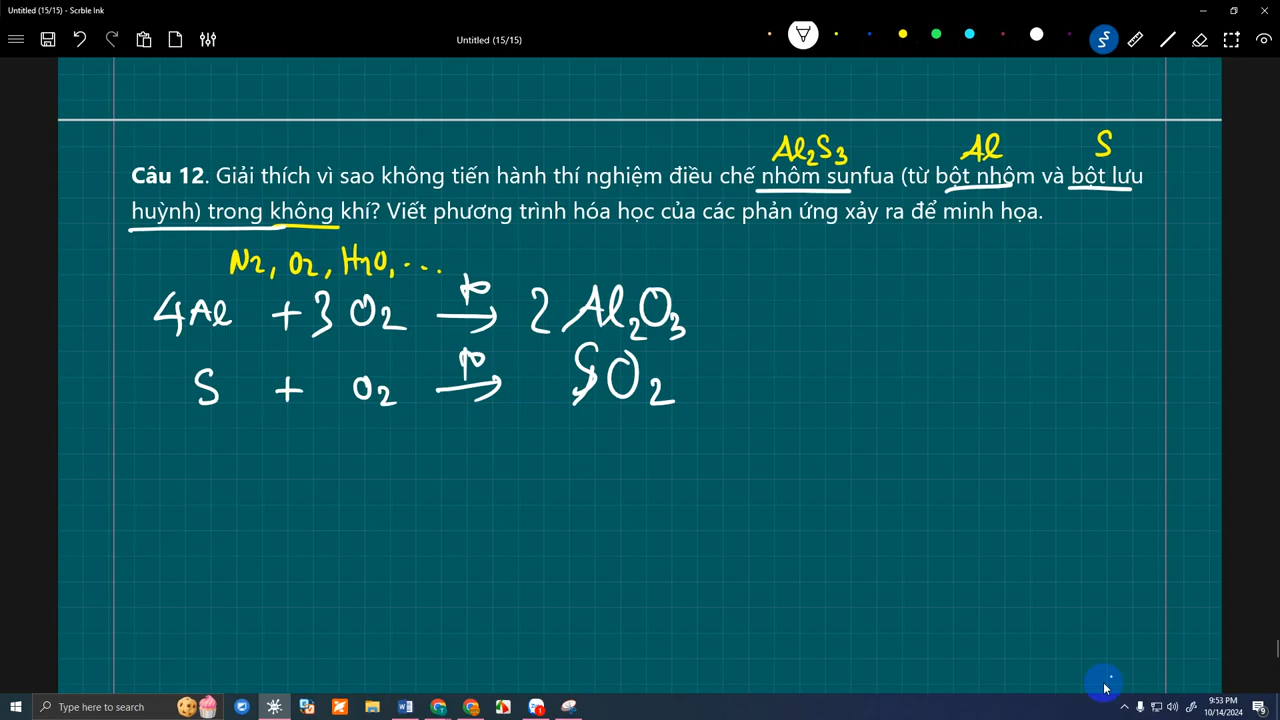 Untitled (15/15) - Scrble Ink
Untitled (15/15)
Al₂S₃ Al S
Câu 12. Giải thích vì sao không tiến hành thí nghiệm điều chế nhôm sunfua (từ bột nhôm và bột lưu
huỳnh) trong không khí? Viết phương trình hóa học của các phản ứng xảy ra để minh họa.
N₂, O₂, H₂O, ...
4Al + 3O₂ →(t°) 2Al₂O₃
S + O₂ →(t°) SO₂
Type here to search
9:53 PM
10/14/2024